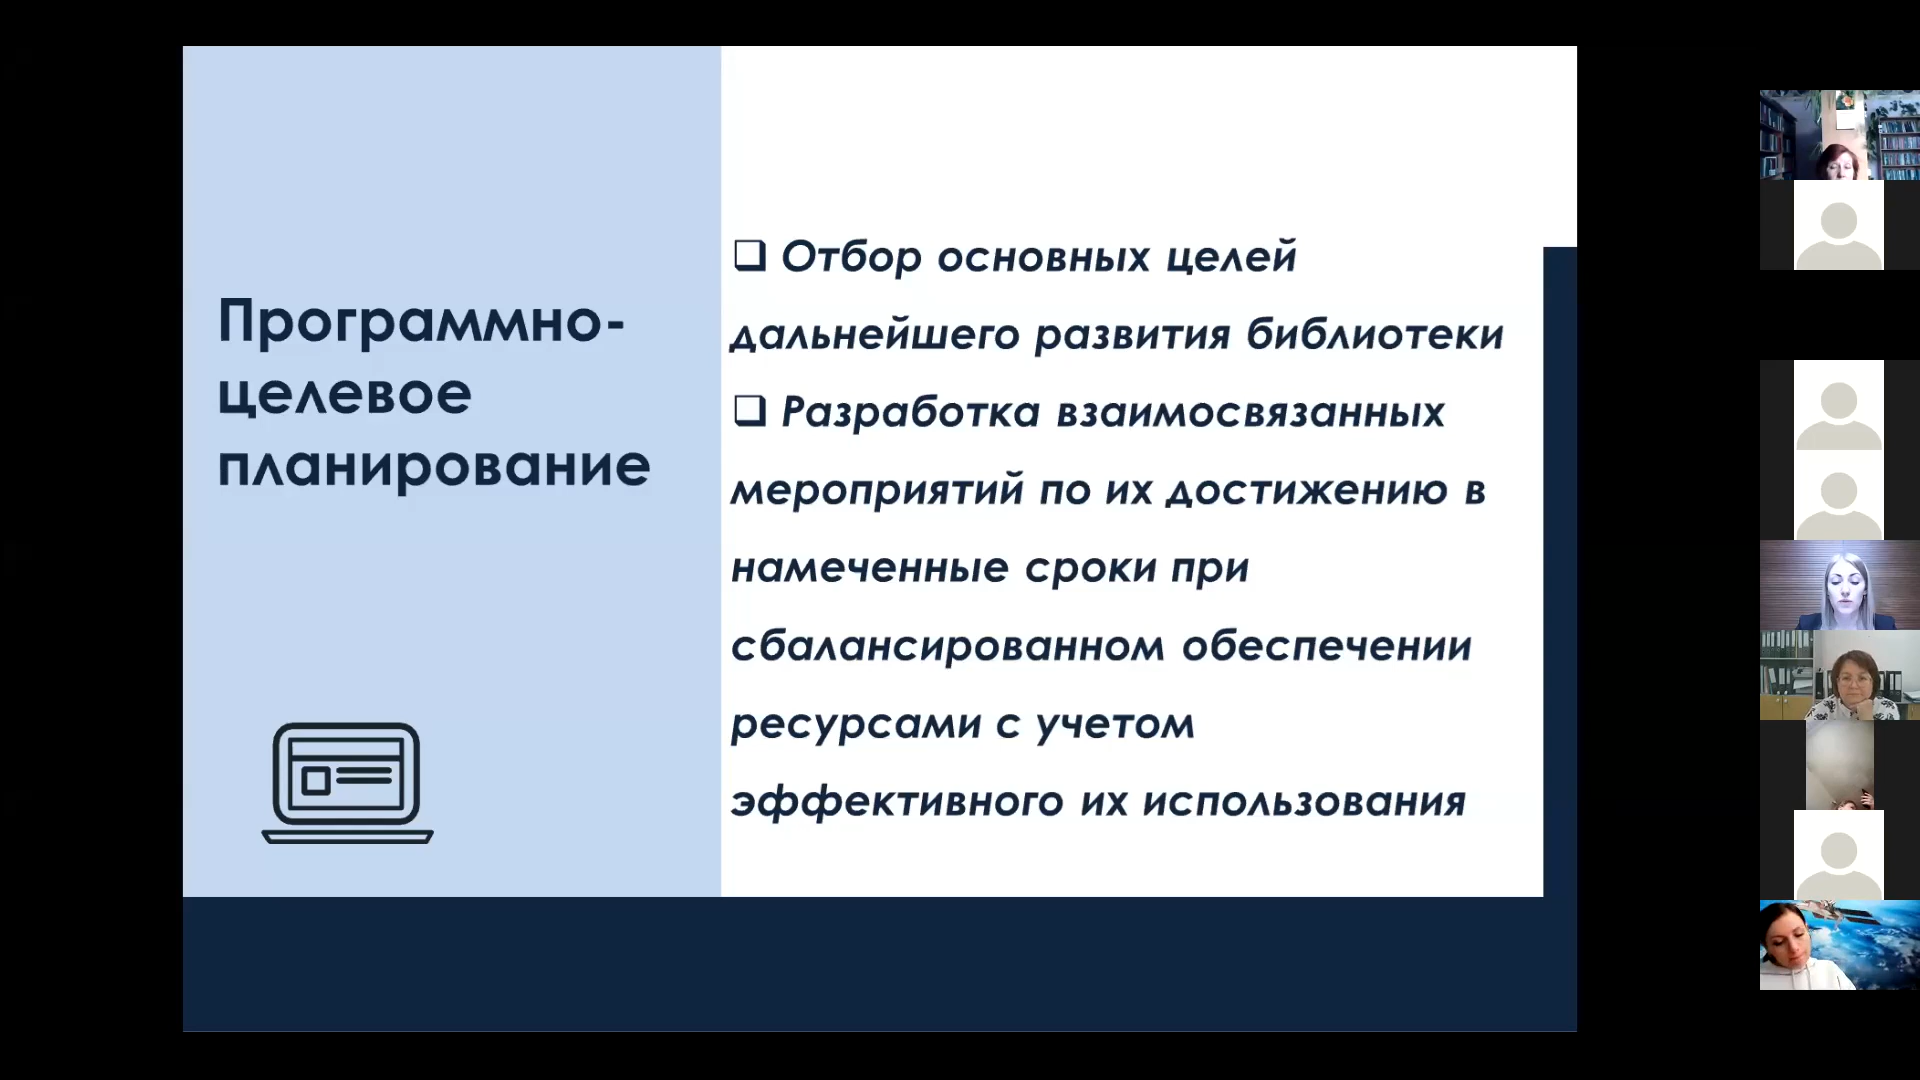 Программно-
целевое
планирование
❑ Отбор основных целей
дальнейшего развития библиотеки
❑ Разработка взаимосвязанных
мероприятий по их достижению в
намеченные сроки при
сбалансированном обеспечении
ресурсами с учетом
эффективного их использования